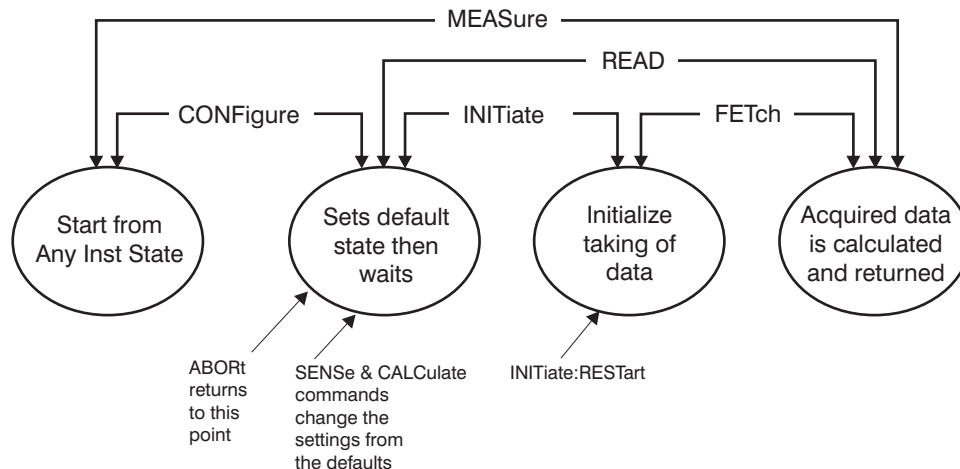 MEASure
READ
CONFigure
INITiate
FETch
Start from
Any Inst State
Sets default
state then
waits
Initialize
taking of
data
Acquired data
is calculated
and returned
ABORt
returns
to this
point
SENSe & CALCulate
commands
change the
settings from
the defaults
INITiate:RESTart